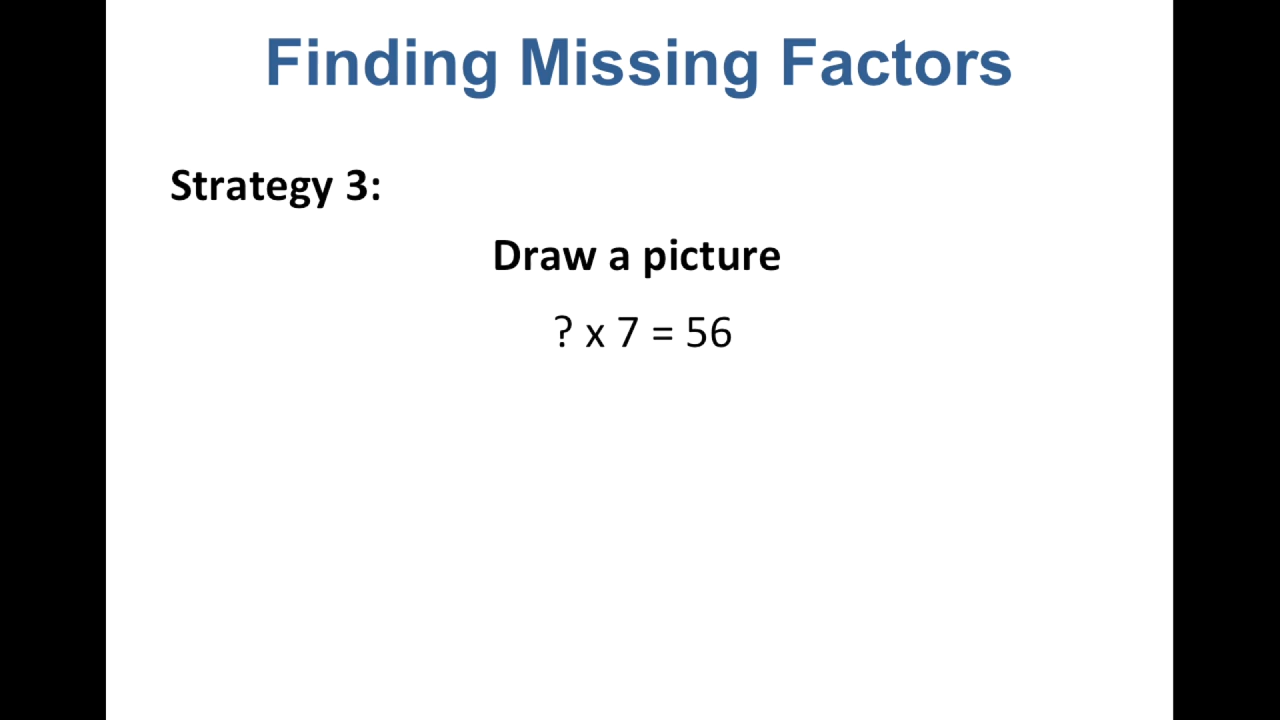 Finding Missing Factors
Strategy 3:
Draw a picture
? x 7 = 56